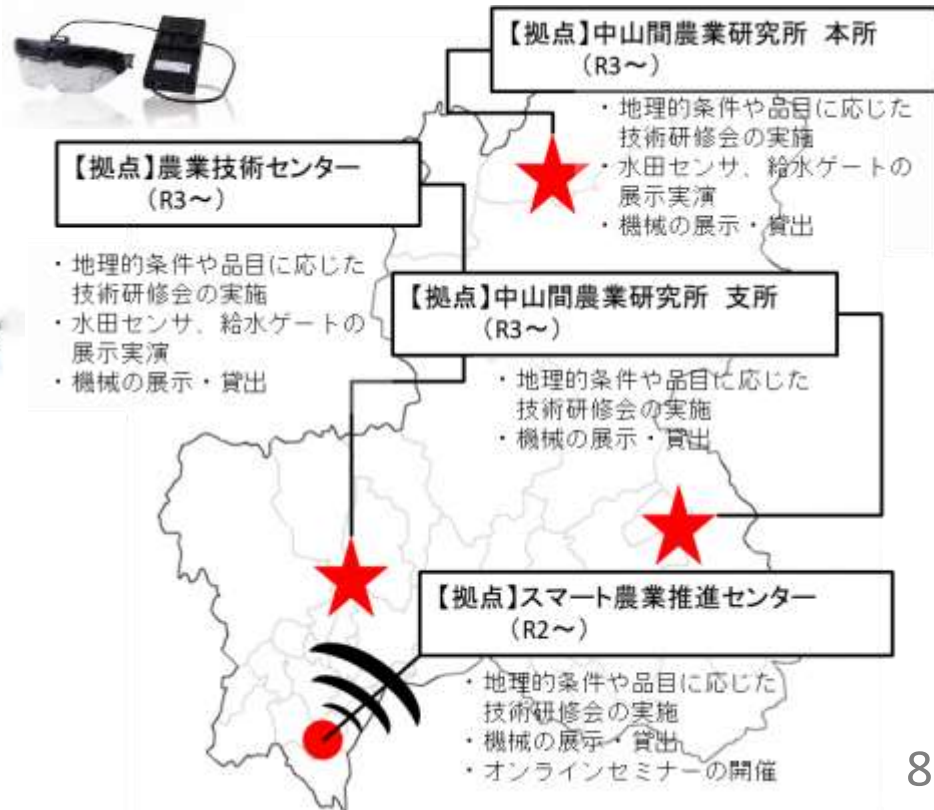 【拠点】中山間農業研究所 本所
（R3～）
・地理的条件や品目に応じた
技術研修会の実施
・水田センサ、給水ゲートの
展示実演
・機械の展示・貸出
【拠点】農業技術センター
（R3～）
・地理的条件や品目に応じた
技術研修会の実施
・水田センサ、給水ゲートの
展示実演
・機械の展示・貸出
【拠点】中山間農業研究所 支所
（R3～）
・地理的条件や品目に応じた
技術研修会の実施
・機械の展示・貸出
【拠点】スマート農業推進センター
（R2～）
・地理的条件や品目に応じた
技術研修会の実施
・機械の展示・貸出
・オンラインセミナーの開催
8